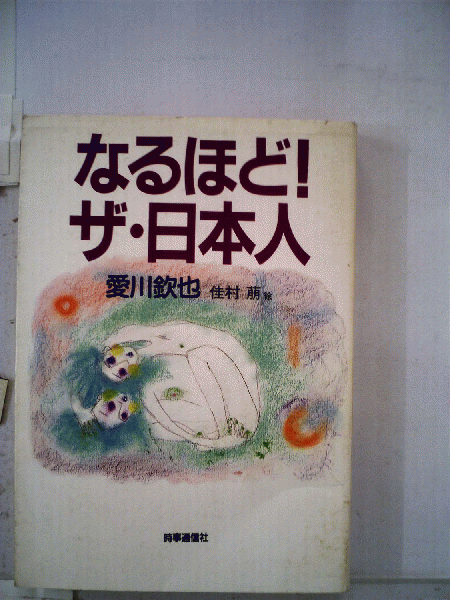 なるほど!
ザ・日本人
愛川欽也 佳村 萠 絵
時事通信社